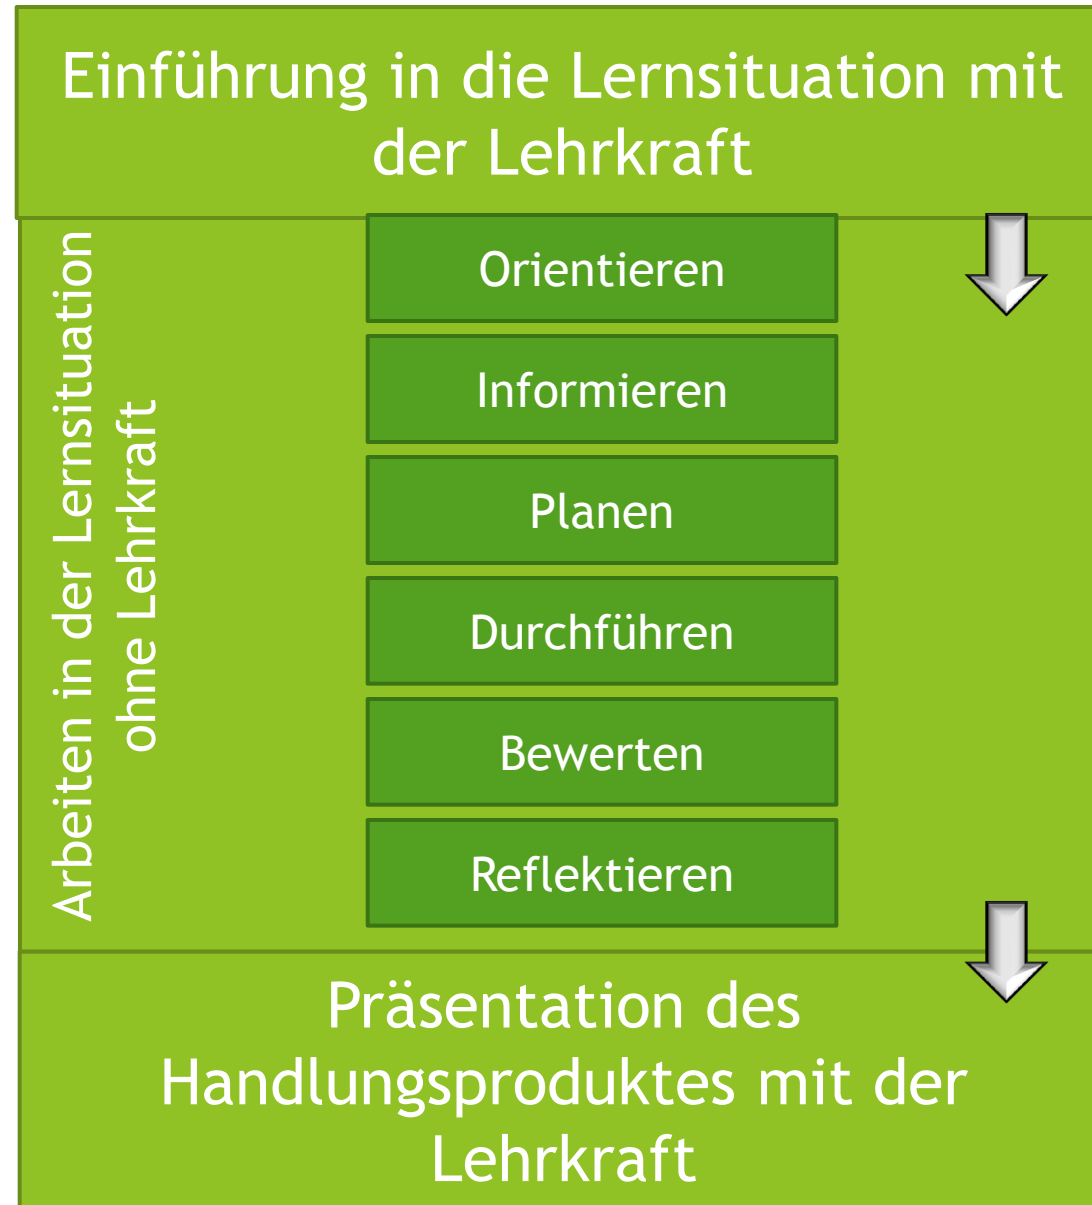 Einführung in die Lernsituation mit
der Lehrkraft
Arbeiten in der Lernsituation
ohne Lehrkraft
Orientieren
Informieren
Planen
Durchführen
Bewerten
Reflektieren
Präsentation des
Handlungsproduktes mit der
Lehrkraft